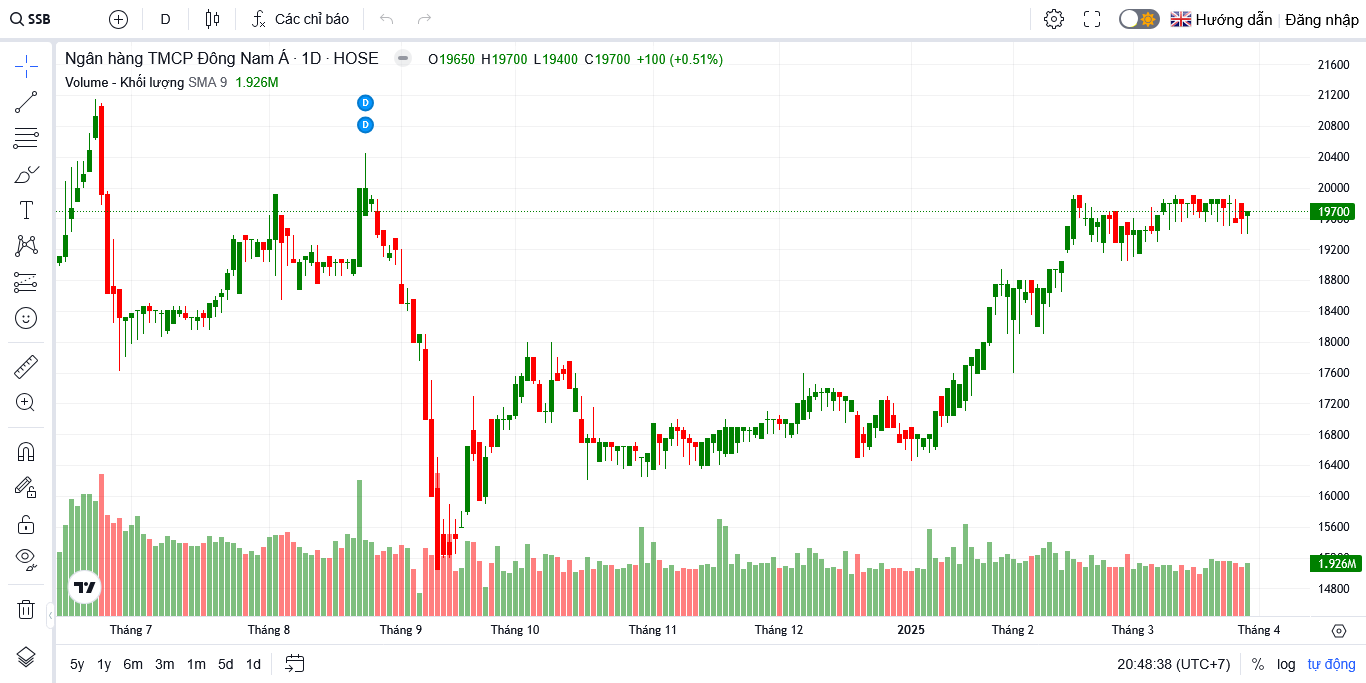 SSB D Các chỉ báo Hướng dẫn Đăng nhập
Ngân hàng TMCP Đông Nam Á · 1D · HOSE O19650 H19700 L19400 C19700 +100 (+0.51%)
Volume - Khối lượng SMA 9 1.926M
D
D
21600
21200
20800
20400
20000
19700
19600
19200
18800
18400
18000
17600
17200
16800
16400
16000
15600
15200
1.926M
14800
Tháng 7 Tháng 8 Tháng 9 Tháng 10 Tháng 11 Tháng 12 2025 Tháng 2 Tháng 3 Tháng 4
5y 1y 6m 3m 1m 5d 1d 20:48:38 (UTC+7) % log tự động